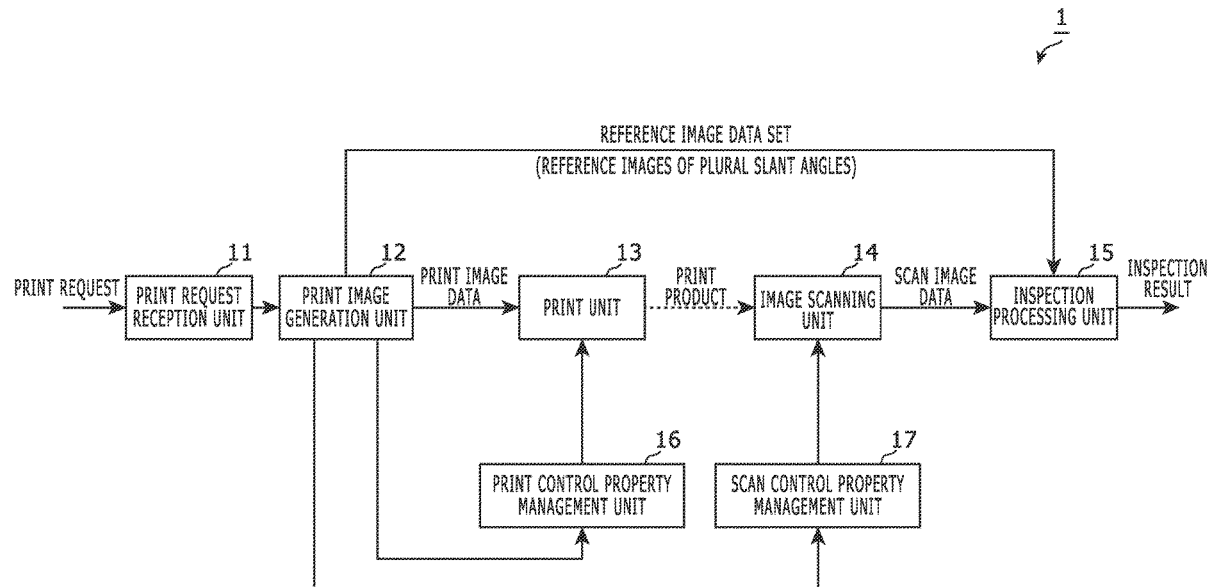 1
REFERENCE IMAGE DATA SET
(REFERENCE IMAGES OF PLURAL SLANT ANGLES)
11
12
13
14
15
PRINT REQUEST
PRINT REQUEST
RECEPTION UNIT
PRINT IMAGE
GENERATION UNIT
PRINT IMAGE
DATA
PRINT UNIT
PRINT
PRODUCT
IMAGE SCANNING
UNIT
SCAN IMAGE
DATA
INSPECTION
PROCESSING UNIT
INSPECTION
RESULT
16
17
PRINT CONTROL PROPERTY
MANAGEMENT UNIT
SCAN CONTROL PROPERTY
MANAGEMENT UNIT